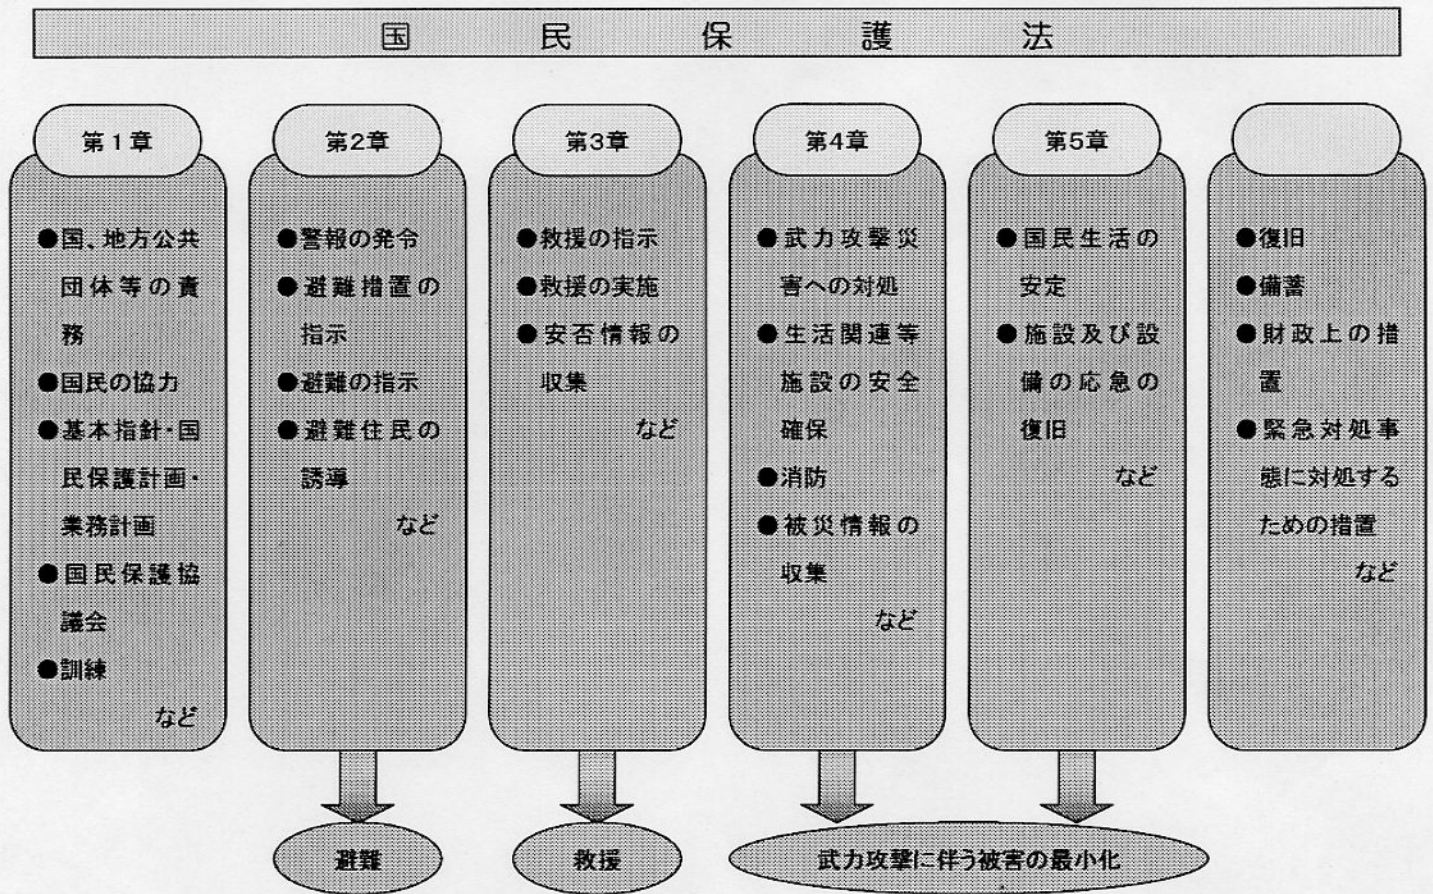 国民保護法
第1章
●国、地方公共
団体等の責
務
●国民の協力
●基本指針・国
民保護計画・
業務計画
●国民保護協
議会
●訓練
など
第2章
●警報の発令
●避難措置の
指示
●避難の指示
●避難住民の
誘導
など
避難
第3章
●救援の指示
●救援の実施
●安否情報の
収集
など
救援
第4章
●武力攻撃災
害への対処
●生活関連等
施設の安全
確保
●消防
●被災情報の
収集
など
第5章
●国民生活の
安定
●施設及び設
備の応急の
復旧
など
武力攻撃に伴う被害の最小化
●復旧
●備蓄
●財政上の措
置
●緊急対処事
態に対処する
ための措置
など